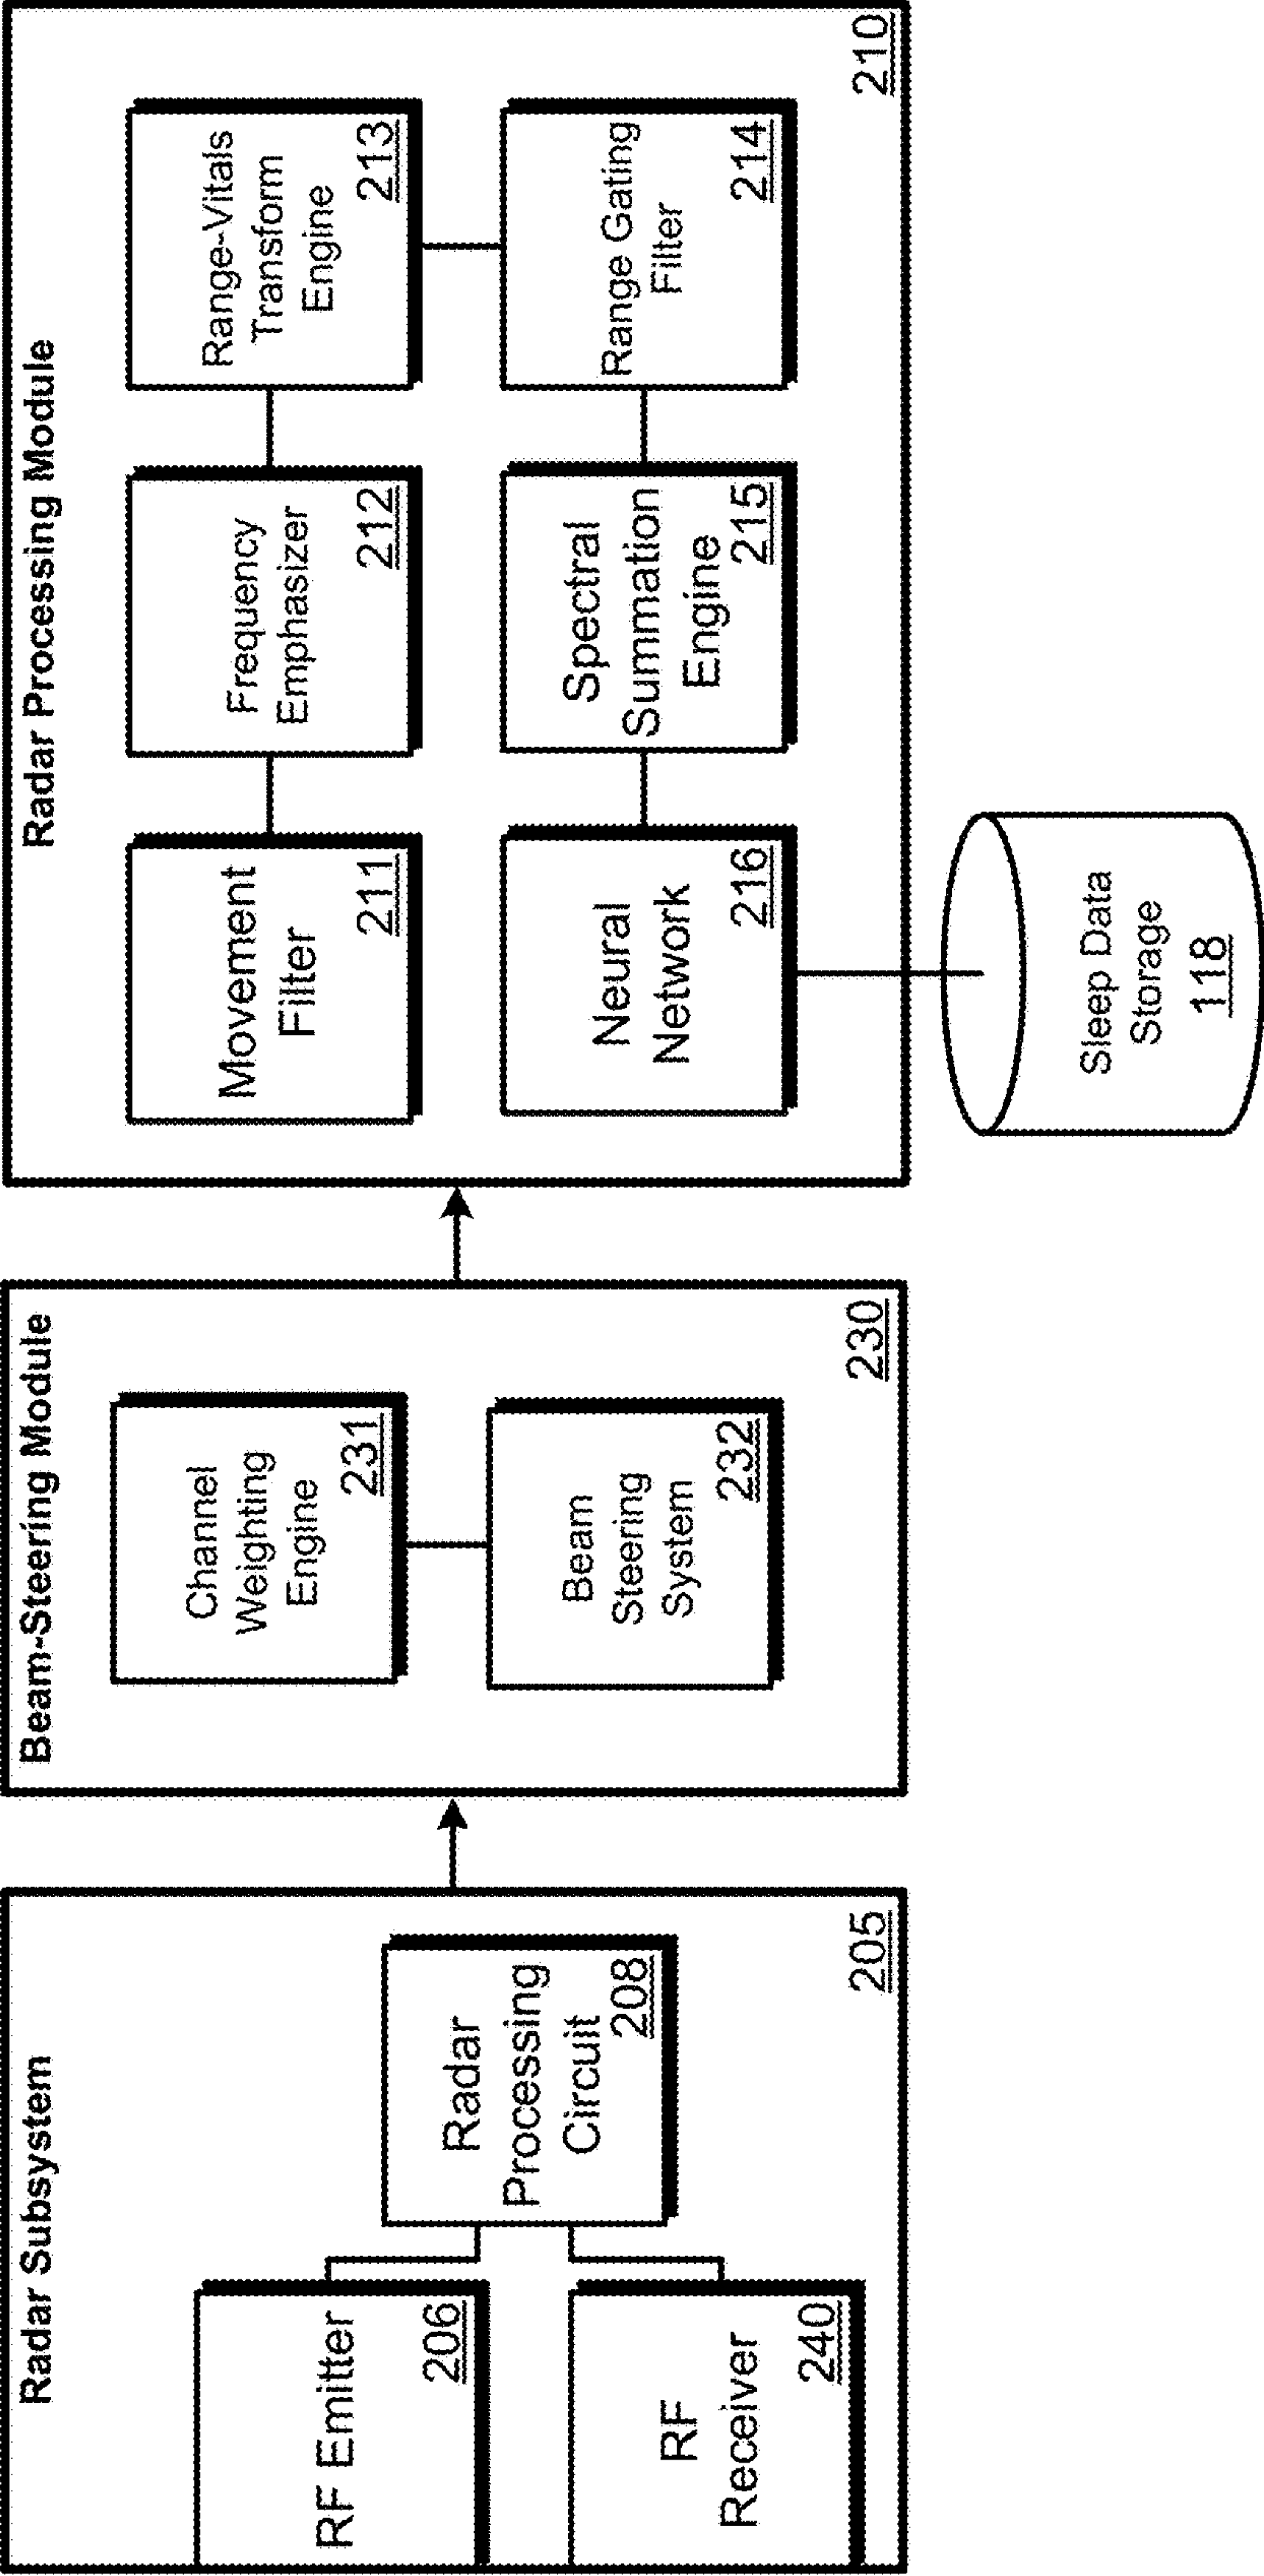 Radar Subsystem
RF Emitter
206
RF
Receiver
240
Radar
Processing
Circuit
208
205
Beam-Steering Module
Channel
Weighting
Engine
231
Beam
Steering
System
232
230
Radar Processing Module
Movement
Filter
211
Frequency
Emphasizer
212
Range-Vitals
Transform
Engine
213
Neural
Network
216
Spectral
Summation
Engine
215
Range Gating
Filter
214
210
Sleep Data
Storage
118